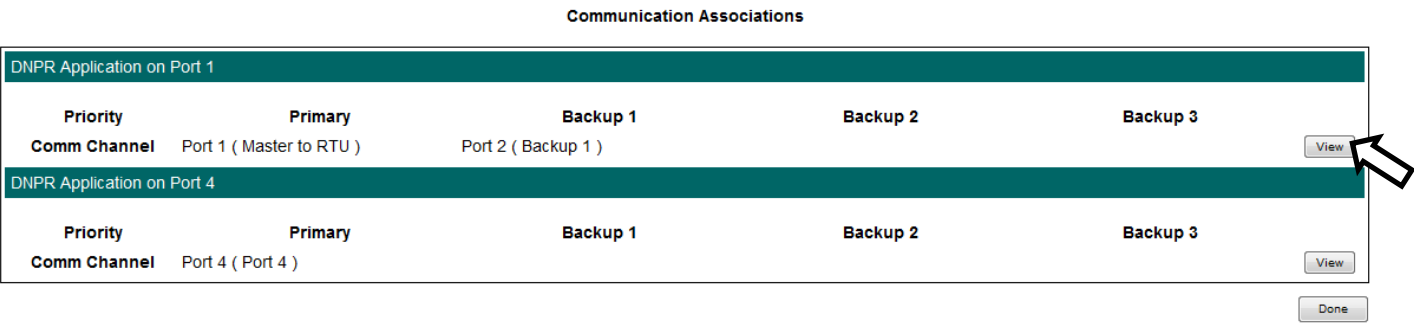 Communication Associations
DNPR Application on Port 1
Priority Primary Backup 1 Backup 2 Backup 3
Comm Channel Port 1 ( Master to RTU ) Port 2 ( Backup 1 ) View
DNPR Application on Port 4
Priority Primary Backup 1 Backup 2 Backup 3
Comm Channel Port 4 ( Port 4 ) View
Done